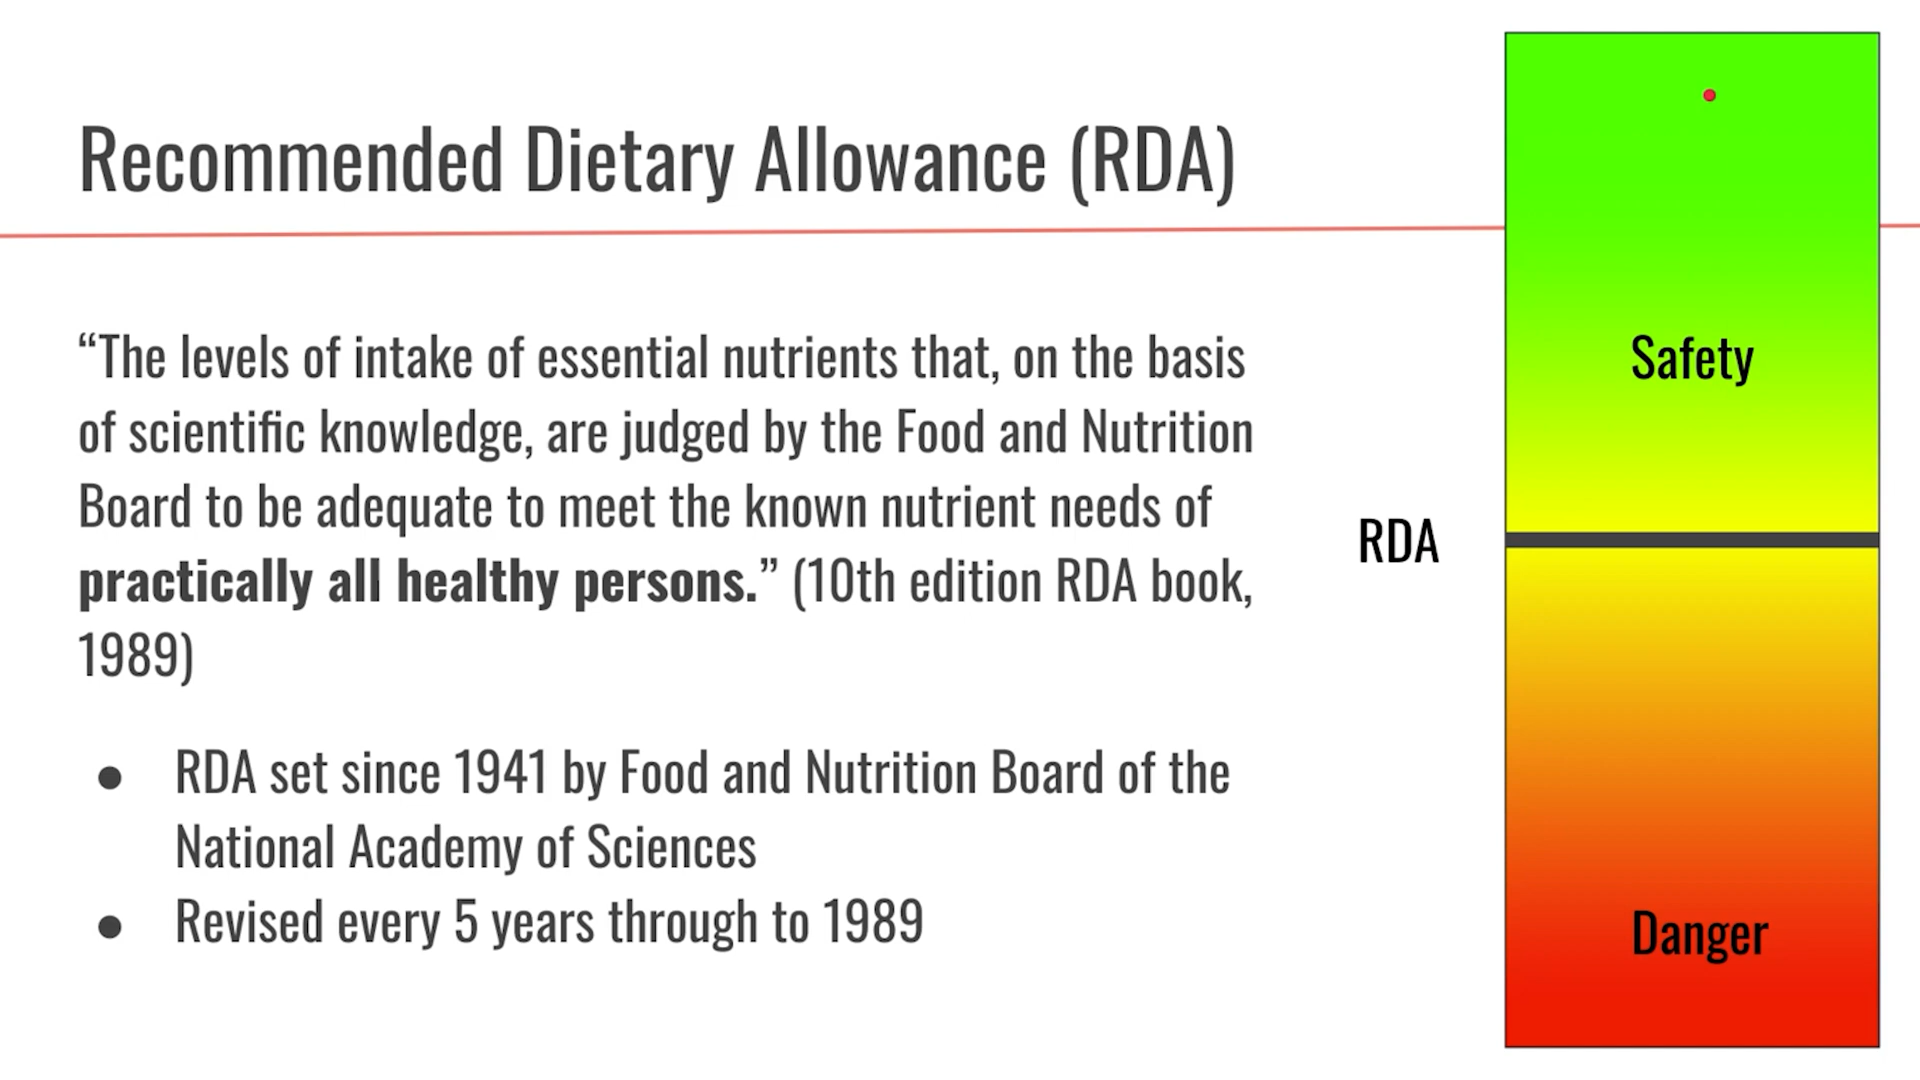 Recommended Dietary Allowance (RDA)
“The levels of intake of essential nutrients that, on the basis
of scientific knowledge, are judged by the Food and Nutrition
Board to be adequate to meet the known nutrient needs of
practically all healthy persons.” (10th edition RDA book,
1989)
● RDA set since 1941 by Food and Nutrition Board of the
National Academy of Sciences
● Revised every 5 years through to 1989
Safety
RDA
Danger